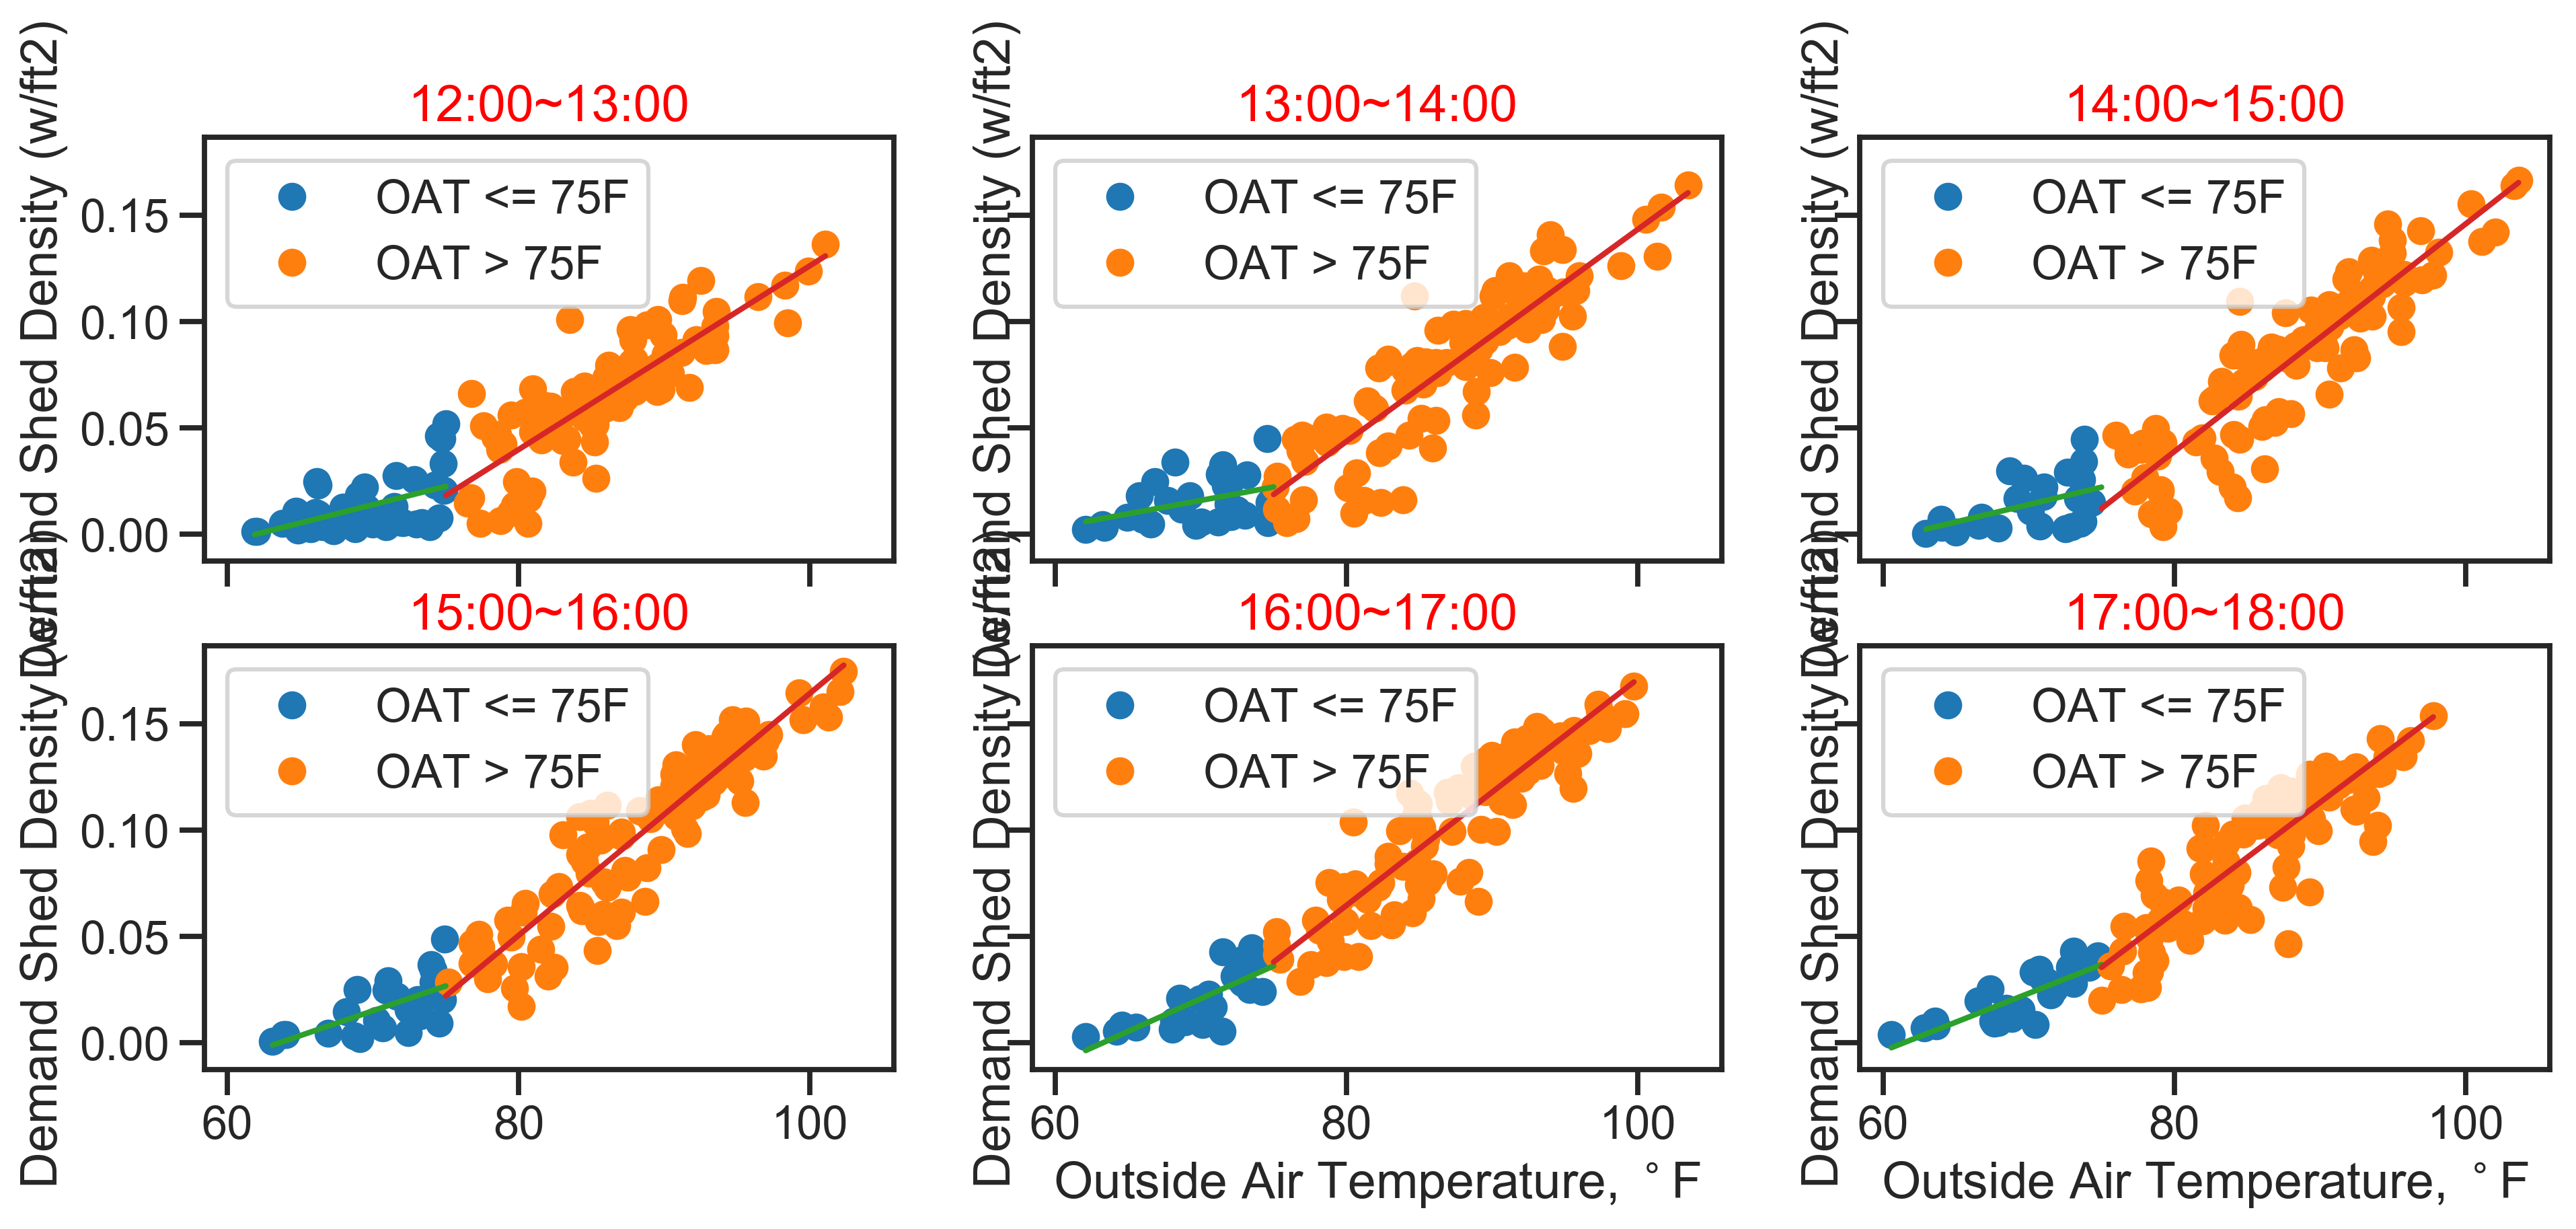 12:00~13:00
13:00~14:00
14:00~15:00
Demand Shed Density (w/ft2)
0.15
0.10
0.05
0.00
OAT <= 75F
OAT > 75F
Demand Shed Density (w/ft2)
OAT <= 75F
OAT > 75F
Demand Shed Density (w/ft2)
OAT <= 75F
OAT > 75F
15:00~16:00
16:00~17:00
17:00~18:00
Demand Shed Density (w/ft2)
0.15
0.10
0.05
0.00
OAT <= 75F
OAT > 75F
60 80 100
Demand Shed Density (w/ft2)
OAT <= 75F
OAT > 75F
60 80 100
Outside Air Temperature, °F
Demand Shed Density (w/ft2)
OAT <= 75F
OAT > 75F
60 80 100
Outside Air Temperature, °F